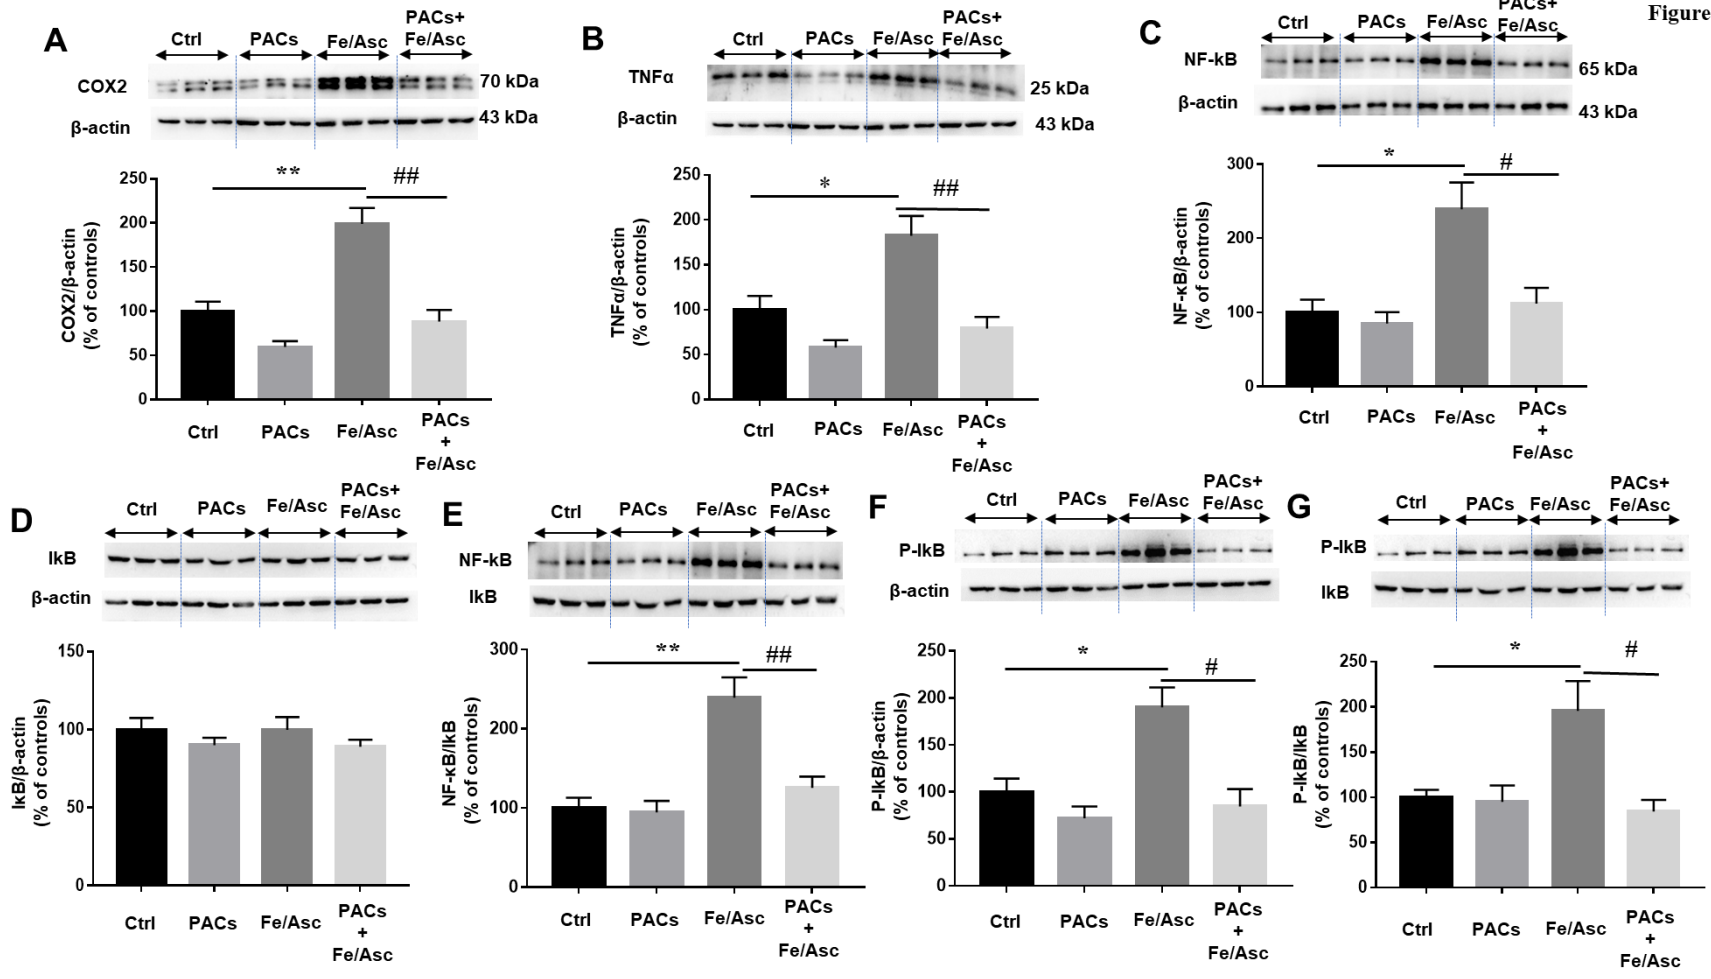 Figure
A
Ctrl
PACs
Fe/Asc
PACs+
Fe/Asc
COX2
70 kDa
β-actin
43 kDa
**
##
COX2/β-actin
(% of controls)
250
200
150
100
50
0
Ctrl
PACs
Fe/Asc
PACs
+
Fe/Asc
B
Ctrl
PACs
Fe/Asc
PACs+
Fe/Asc
TNFα
25 kDa
β-actin
43 kDa
*
##
TNFα/β-actin
(% of controls)
250
200
150
100
50
0
Ctrl
PACs
Fe/Asc
PACs
+
Fe/Asc
C
Ctrl
PACs
Fe/Asc
PACs+
Fe/Asc
NF-kB
65 kDa
β-actin
43 kDa
*
#
NF-κB/β-actin
(% of controls)
300
200
100
0
Ctrl
PACs
Fe/Asc
PACs
+
Fe/Asc
D
Ctrl
PACs
Fe/Asc
PACs+
Fe/Asc
IkB
β-actin
IκB/β-actin
(% of controls)
150
100
50
0
Ctrl
PACs
Fe/Asc
PACs
+
Fe/Asc
E
Ctrl
PACs
Fe/Asc
PACs+
Fe/Asc
NF-kB
IkB
**
##
NF-κB/IkB
(% of controls)
300
200
100
0
Ctrl
PACs
Fe/Asc
PACs
+
Fe/Asc
F
Ctrl
PACs
Fe/Asc
PACs+
Fe/Asc
P-IkB
β-actin
*
#
P-IkB/β-actin
(% of controls)
250
200
150
100
50
0
Ctrl
PACs
Fe/Asc
PACs
+
Fe/Asc
G
Ctrl
PACs
Fe/Asc
PACs+
Fe/Asc
P-IkB
IkB
*
#
P-IkB/IkB
(% of controls)
250
200
150
100
50
0
Ctrl
PACs
Fe/Asc
PACs
+
Fe/Asc